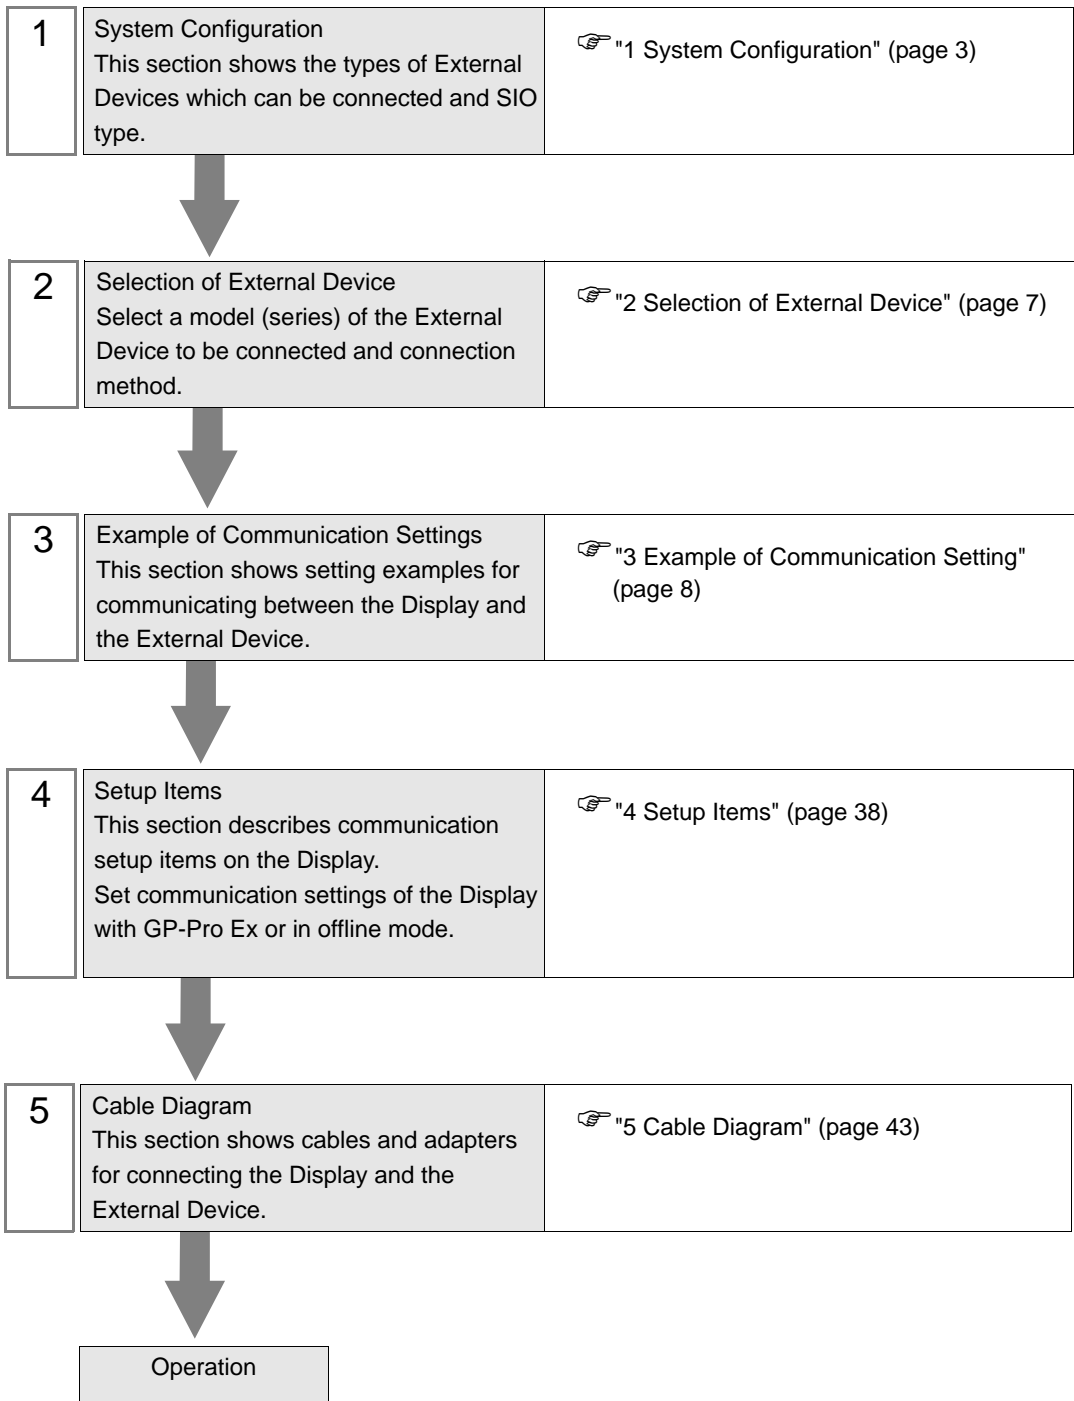 1
System Configuration
This section shows the types of External
Devices which can be connected and SIO
type.
"1 System Configuration" (page 3)
2
Selection of External Device
Select a model (series) of the External
Device to be connected and connection
method.
"2 Selection of External Device" (page 7)
3
Example of Communication Settings
This section shows setting examples for
communicating between the Display and
the External Device.
"3 Example of Communication Setting"
(page 8)
4
Setup Items
This section describes communication
setup items on the Display.
Set communication settings of the Display
with GP-Pro Ex or in offline mode.
"4 Setup Items" (page 38)
5
Cable Diagram
This section shows cables and adapters
for connecting the Display and the
External Device.
"5 Cable Diagram" (page 43)
Operation